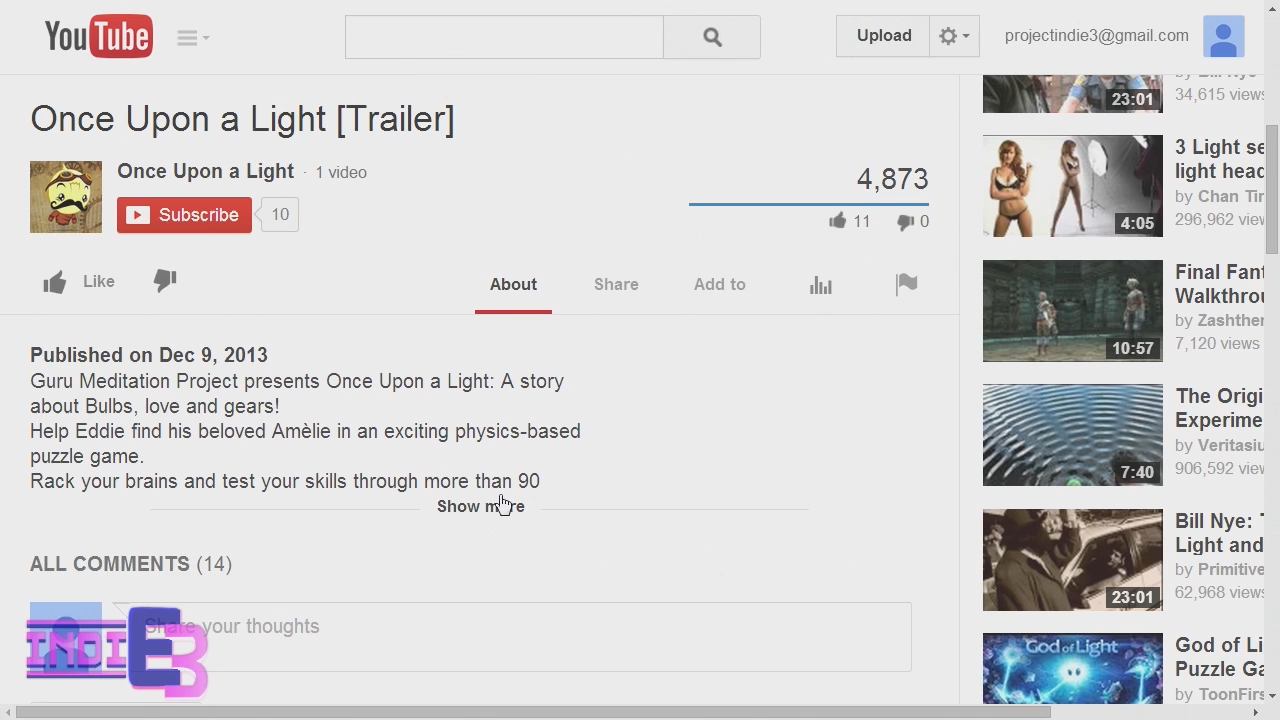 YouTube
Upload
projectindie3@gmail.com
Once Upon a Light [Trailer]
Once Upon a Light · 1 video
Subscribe
10
4,873
11
0
Like
About
Share
Add to
Published on Dec 9, 2013
Guru Meditation Project presents Once Upon a Light: A story
about Bulbs, love and gears!
Help Eddie find his beloved Amèlie in an exciting physics-based
puzzle game.
Rack your brains and test your skills through more than 90
Show more
ALL COMMENTS (14)
Share your thoughts
INDIE3
23:01
34,615 views
3 Light se
light head
by Chan Tim
296,962 view
4:05
Final Fant
Walkthrou
by Zashther
7,120 views
10:57
The Origi
Experime
by Veritasiu
906,592 view
7:40
Bill Nye: T
Light and
by Primitive
62,968 views
23:01
God of Light
God of Li
Puzzle Ga
by ToonFirs